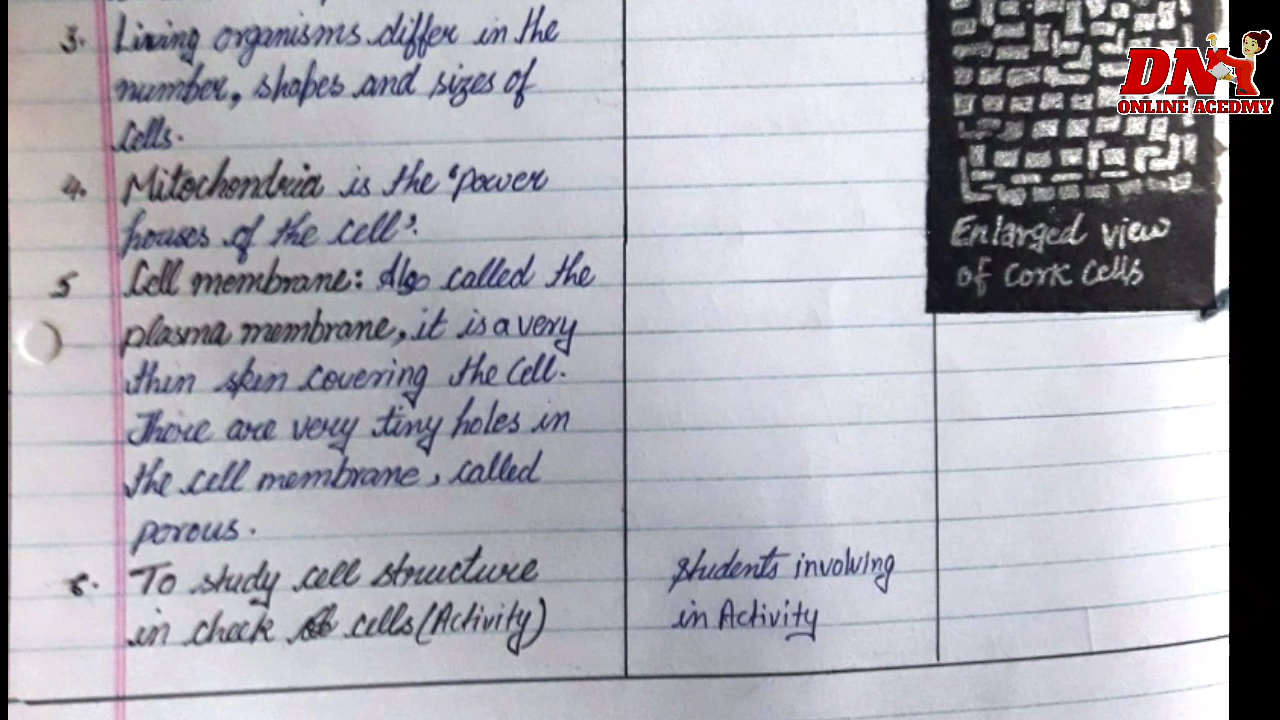 3. Living organisms differ in the
number, shapes and sizes of
cells.
4. Mitochondria is the 'power
houses of the cell'.
5 Cell membrane: Also called the
plasma membrane, it is a very
thin skin covering the cell.
There are very tiny holes in
the cell membrane, called
porous.
6. To study cell structure
in cheek cells (Activity)
Students involving
in Activity
Enlarged view
of cork cells
DNA
ONLINE ACEDMY